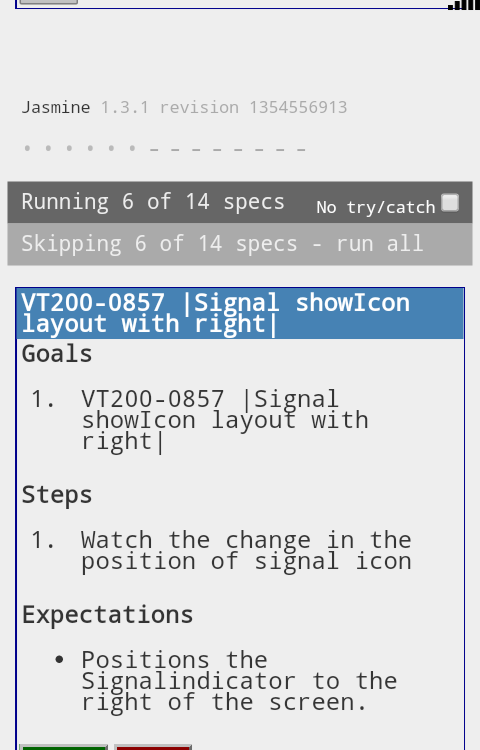 Jasmine 1.3.1 revision 1354556913
• • • • • • - - - - - - - -
Running 6 of 14 specs
No try/catch
Skipping 6 of 14 specs - run all
VT200-0857 |Signal showIcon
layout with right|
Goals
1. VT200-0857 |Signal
showIcon layout with
right|
Steps
1. Watch the change in the
position of signal icon
Expectations
• Positions the
Signalindicator to the
right of the screen.